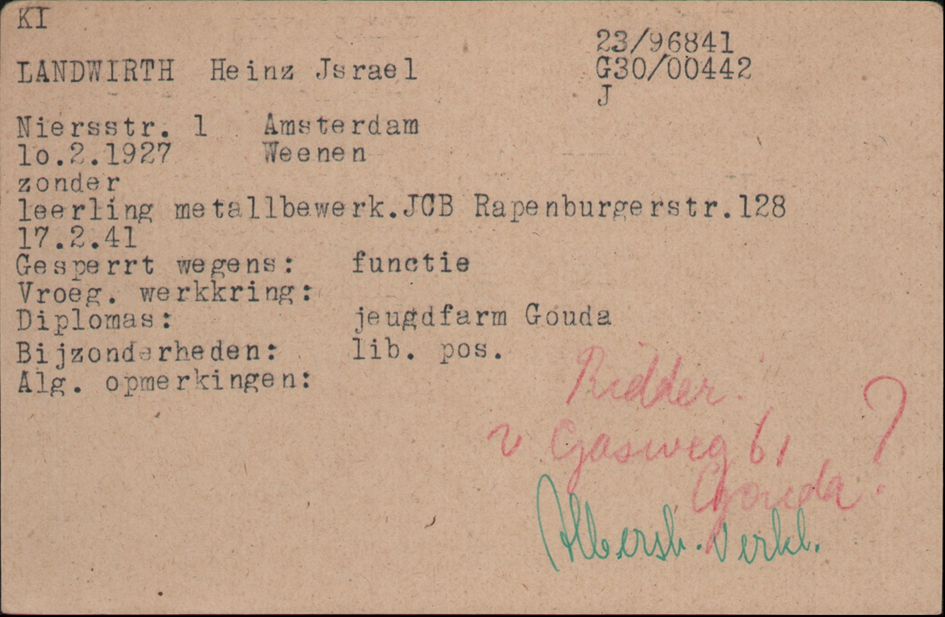 KI
23/96841
LANDWIRTH Heinz Jsrael
G30/00442
J
Niersstr. 1 Amsterdam
1o.2.1927 Weenen
zonder
leerling metallbewerk.JCB Rapenburgerstr.128
17.2.41
Gesperrt wegens: functie
Vroeg. werkkring:
Diplomas: jeugdfarm Gouda
Bijzonderheden: lib. pos.
Alg. opmerkingen:
Ridder.
v Gasweg 61 ?
Gouda.
Albersh. Verkl.